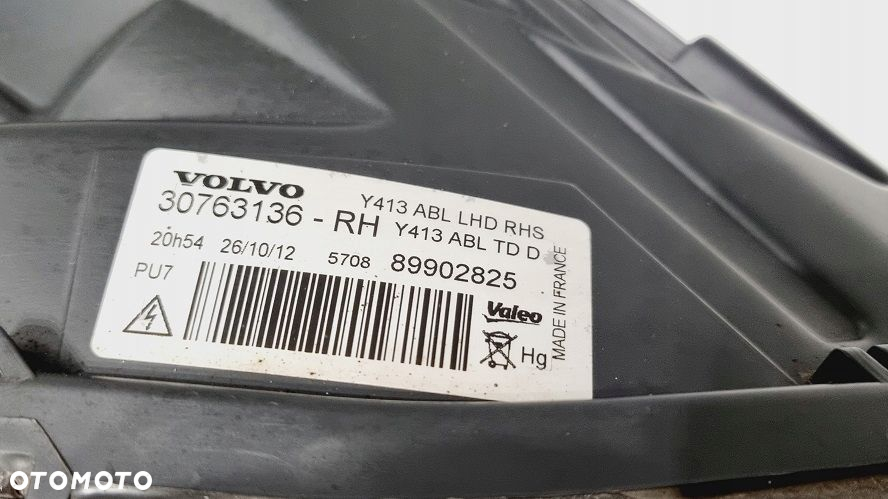 VOLVO
Y413 ABL LHD RHS
30763136 - RH Y413 ABL TD D
20h54 26/10/12 5708 89902825
PU7
Valeo
Hg
MADE IN FRANCE
OTOMOTO